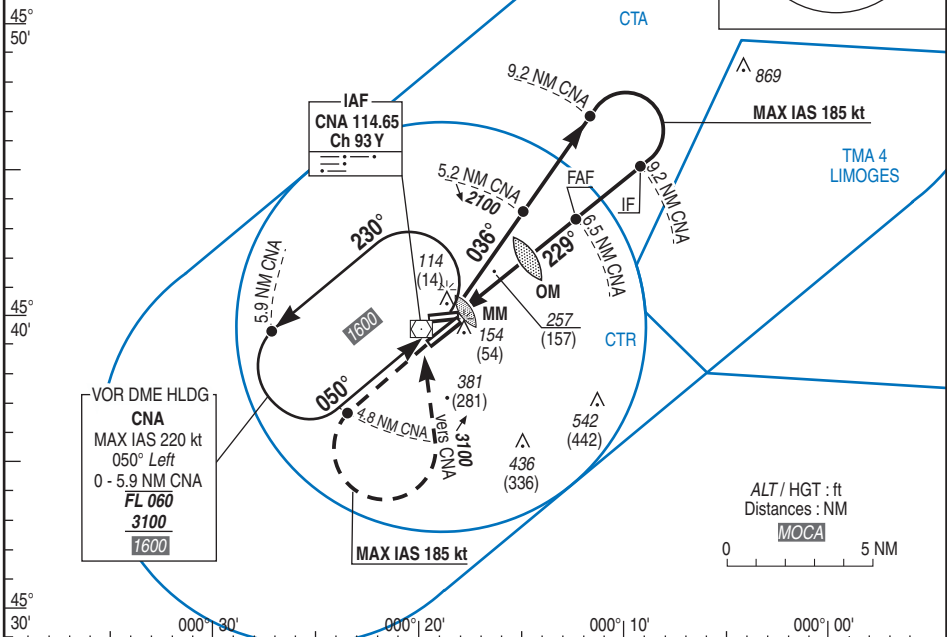 45°
50'
CTA
869
9.2 NM CNA
MAX IAS 185 kt
IAF
CNA 114.65
Ch 93 Y
TMA 4
LIMOGES
5.2 NM CNA
2100
FAF
IF
9.2 NM CNA
036°
229°
6.5 NM CNA
230°
5.9 NM CNA
114
(14)
OM
MM
45°
40'
1600
154
(54)
257
(157)
CTR
050°
4.8 NM CNA
381
(281)
vers CNA
3100
542
(442)
436
(336)
VOR DME HLDG
CNA
MAX IAS 220 kt
050° Left
0 - 5.9 NM CNA
FL 060
3100
1600
MAX IAS 185 kt
ALT / HGT : ft
Distances : NM
MOCA
0 5 NM
45°
30'
000° 30'
000° 20'
000° 10'
000° 00'